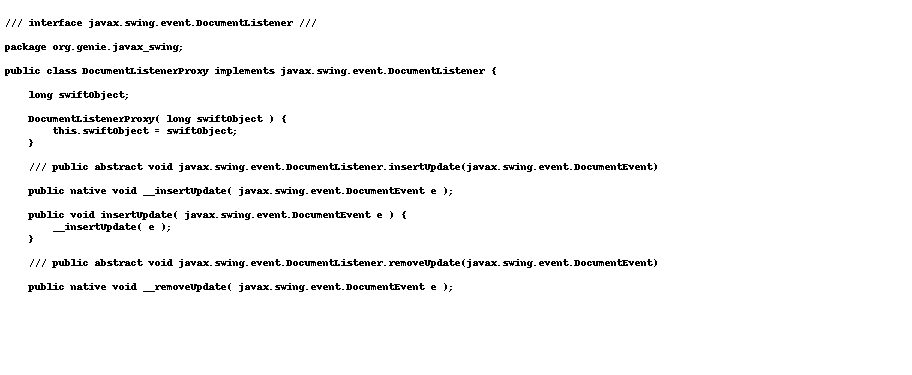 /// interface javax.swing.event.DocumentListener ///
package org.genie.javax_swing;
public class DocumentListenerProxy implements javax.swing.event.DocumentListener {
long swiftObject;
DocumentListenerProxy( long swiftObject ) {
this.swiftObject = swiftObject;
}
/// public abstract void javax.swing.event.DocumentListener.insertUpdate(javax.swing.event.DocumentEvent)
public native void __insertUpdate( javax.swing.event.DocumentEvent e );
public void insertUpdate( javax.swing.event.DocumentEvent e ) {
__insertUpdate( e );
}
/// public abstract void javax.swing.event.DocumentListener.removeUpdate(javax.swing.event.DocumentEvent)
public native void __removeUpdate( javax.swing.event.DocumentEvent e );